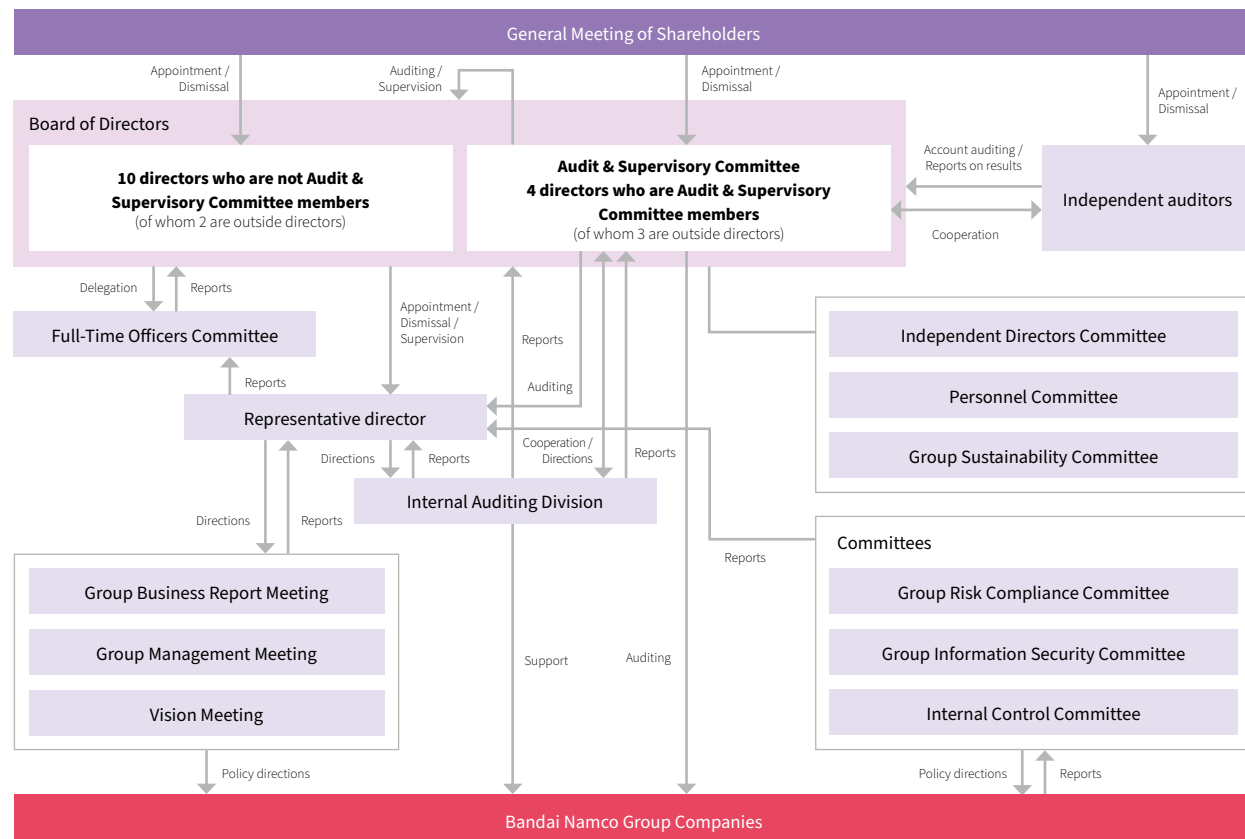 General Meeting of Shareholders
Appointment /
Dismissal
Auditing /
Supervision
Appointment /
Dismissal
Appointment /
Dismissal
Board of Directors
10 directors who are not Audit &
Supervisory Committee members
(of whom 2 are outside directors)
Audit & Supervisory Committee
4 directors who are Audit & Supervisory
Committee members
(of whom 3 are outside directors)
Account auditing /
Reports on results
Cooperation
Independent auditors
Delegation
Reports
Appointment /
Dismissal /
Supervision
Reports
Full-Time Officers Committee
Reports
Auditing
Representative director
Independent Directors Committee
Personnel Committee
Group Sustainability Committee
Directions
Reports
Cooperation /
Directions
Reports
Internal Auditing Division
Directions
Reports
Reports
Group Business Report Meeting
Group Management Meeting
Vision Meeting
Support
Auditing
Committees
Group Risk Compliance Committee
Group Information Security Committee
Internal Control Committee
Policy directions
Policy directions
Reports
Bandai Namco Group Companies